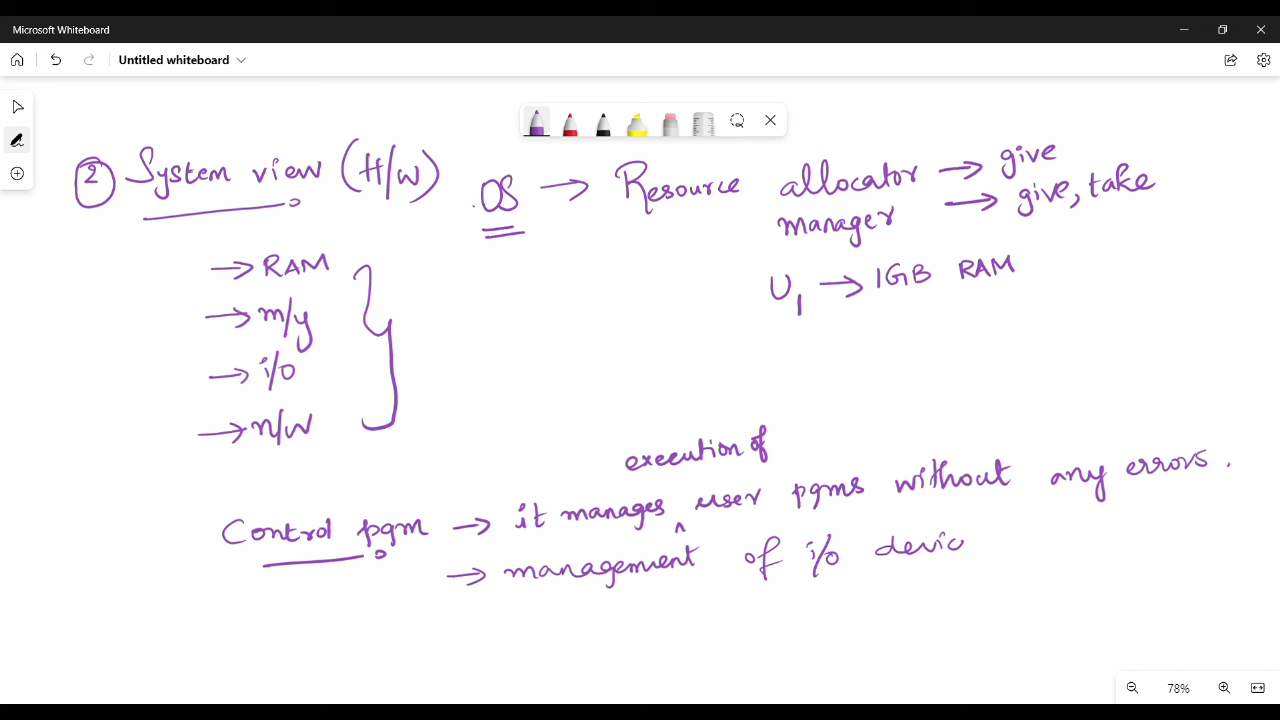 Microsoft Whiteboard
Untitled whiteboard
2 System view (H/W) OS → Resource allocator → give
manager → give, take
→ RAM
→ m/y
→ i/o
→ n/w
U1 → 1GB RAM
execution of
Control pgm → it manages ^ user pgms without any errors.
→ management of i/o devic
78%